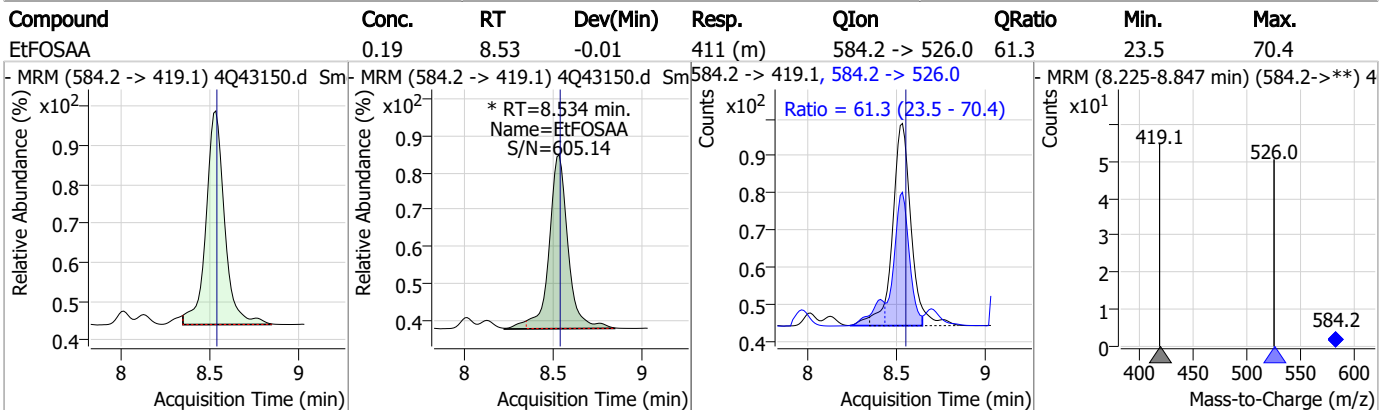 Compound Conc. RT Dev(Min) Resp. QIon QRatio Min. Max.
EtFOSAA 0.19 8.53 -0.01 411 (m) 584.2 -> 526.0 61.3 23.5 70.4
- MRM (584.2 -> 419.1) 4Q43150.d Sm
Relative Abundance (%)
x10²
0.9
0.8
0.7
0.6
0.5
0.4
8 8.5 9
Acquisition Time (min)
- MRM (584.2 -> 419.1) 4Q43150.d Sm
Relative Abundance (%)
x10²
* RT=8.534 min.
Name=EtFOSAA
S/N=605.14
0.9
0.8
0.7
0.6
0.5
0.4
8 8.5 9
Acquisition Time (min)
584.2 -> 419.1, 584.2 -> 526.0
Counts
x10²
Ratio = 61.3 (23.5 - 70.4)
0.9
0.8
0.7
0.6
0.5
0.4
8 8.5 9
Acquisition Time (min)
- MRM (8.225-8.847 min) (584.2->**) 4
Counts
x10¹
419.1
526.0
584.2
5
4
3
2
1
0
400 450 500 550 600
Mass-to-Charge (m/z)